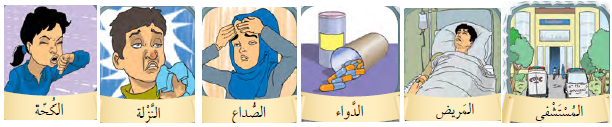 المُسْتَشْفى
المَريض
الدَّواء
الصُّداع
النَّزْلة
الكُحّة